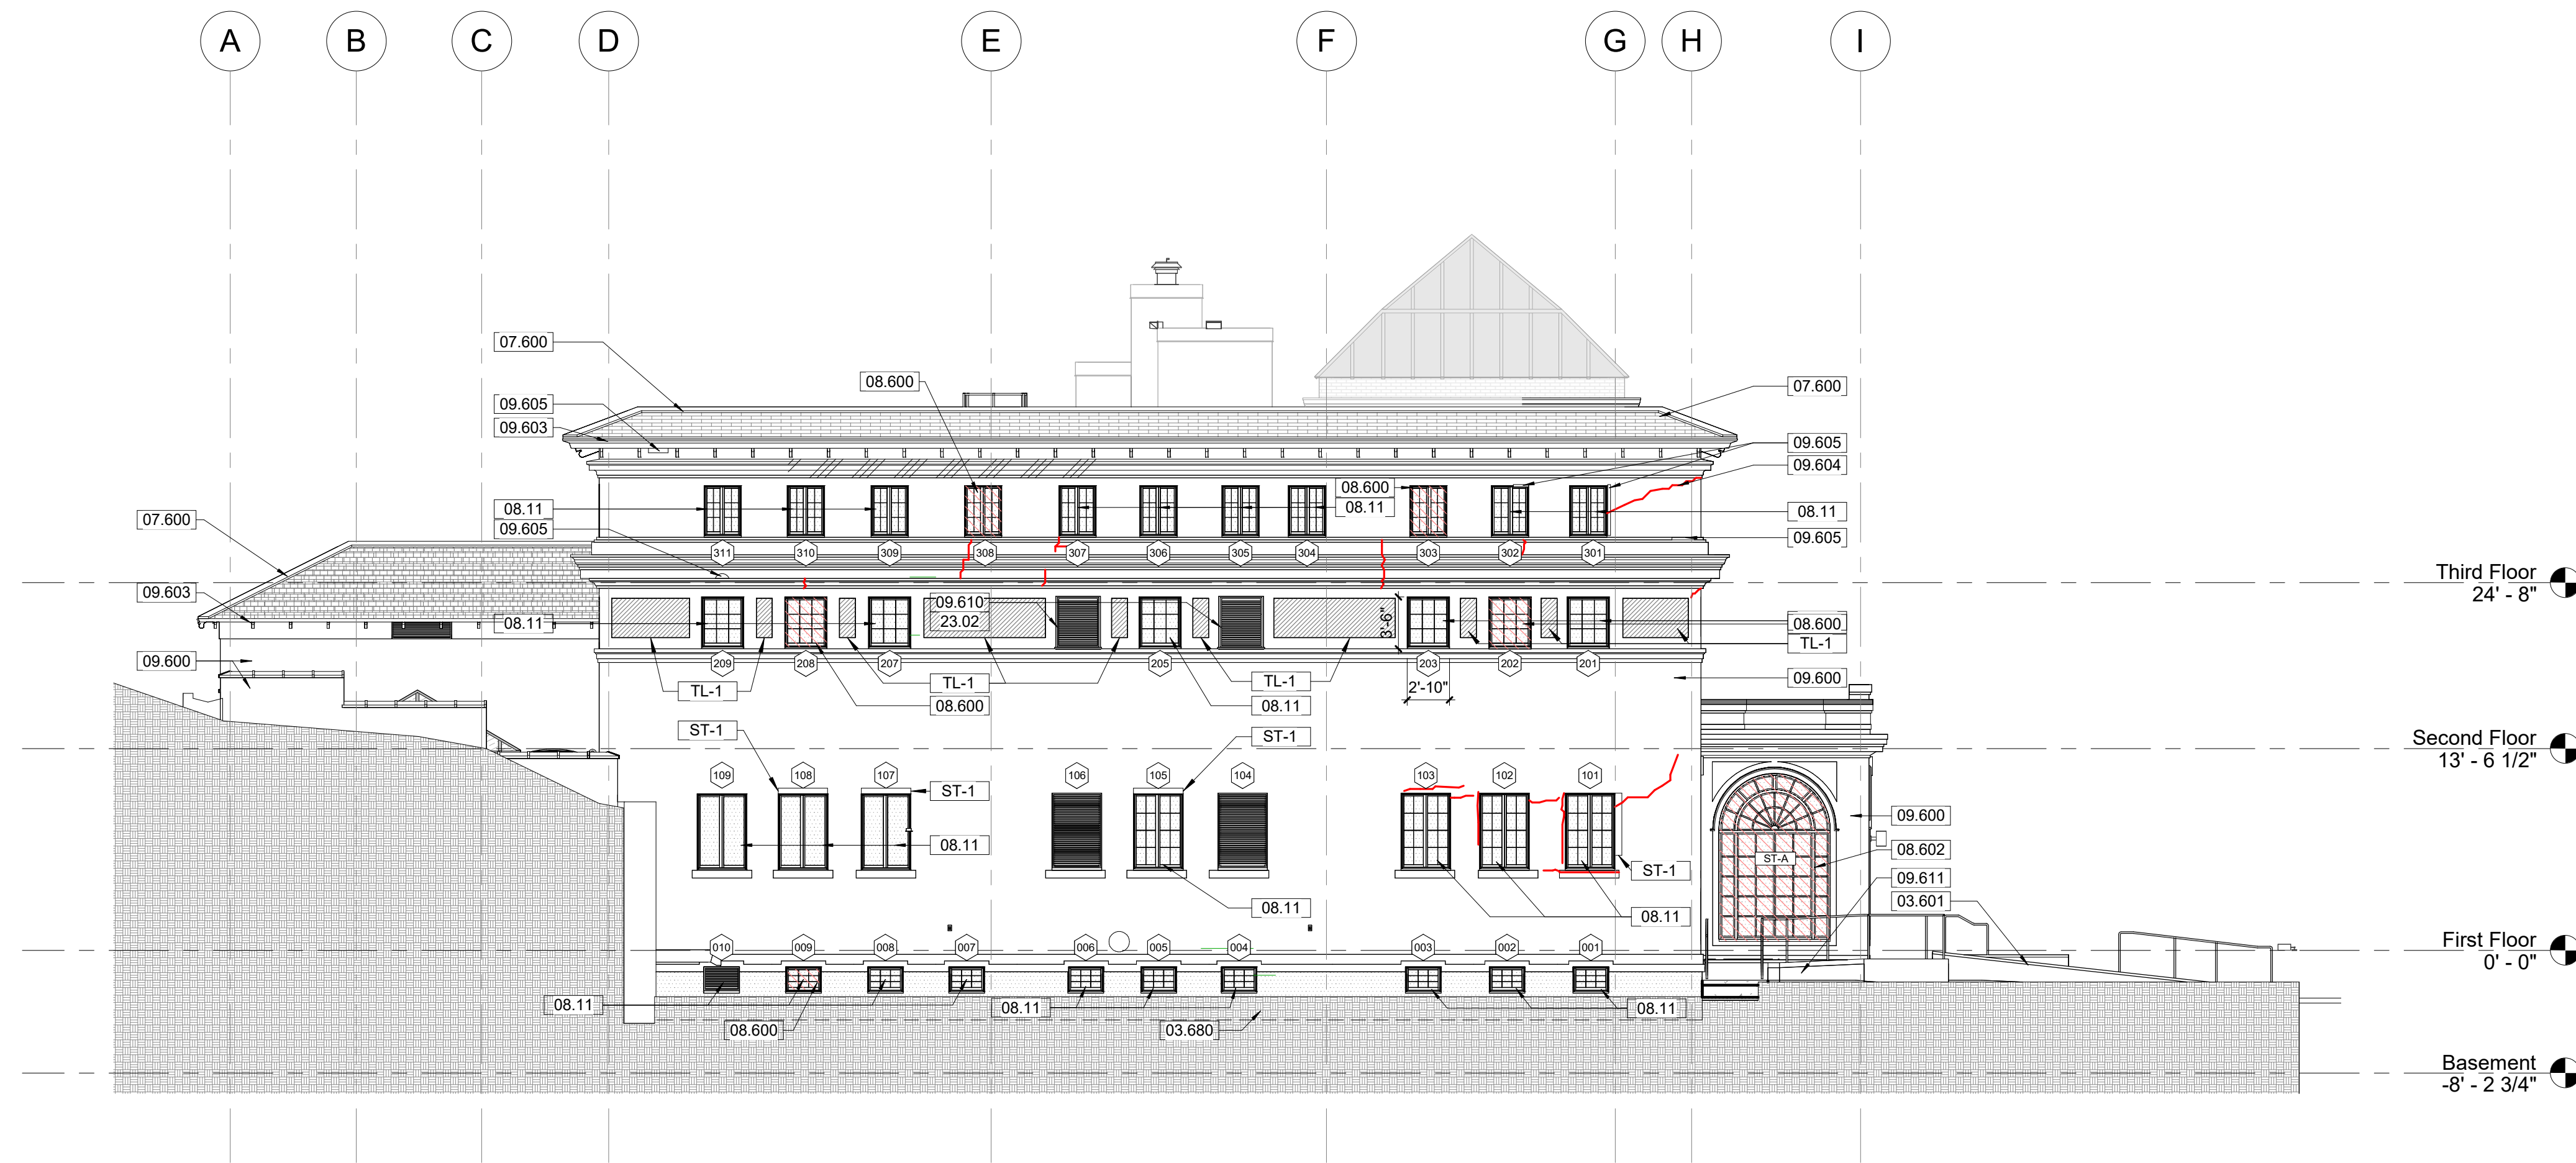 A B C D E F G H I
07.600
08.600
07.600
09.605
09.603
09.605
09.604
08.600
08.11
08.11
08.11
09.605
09.605
07.600
311 310 309 308 307 306 305 304 303 302 301
Third Floor
24' - 8"
09.603
08.11
09.610
23.02
3'-6"
08.600
TL-1
09.600
209 208 207 205 203 202 201
TL-1
TL-1
TL-1
2'-10"
09.600
08.600
08.11
ST-1
ST-1
Second Floor
13' - 6 1/2"
109 108 107 106 105 104 103 102 101
ST-1
09.600
08.11
08.602
ST-A
ST-1
09.611
03.601
08.11
08.11
010 009 008 007 006 005 004 003 002 001
First Floor
0' - 0"
08.11
08.11
08.11
08.600
03.680
Basement
-8' - 2 3/4"